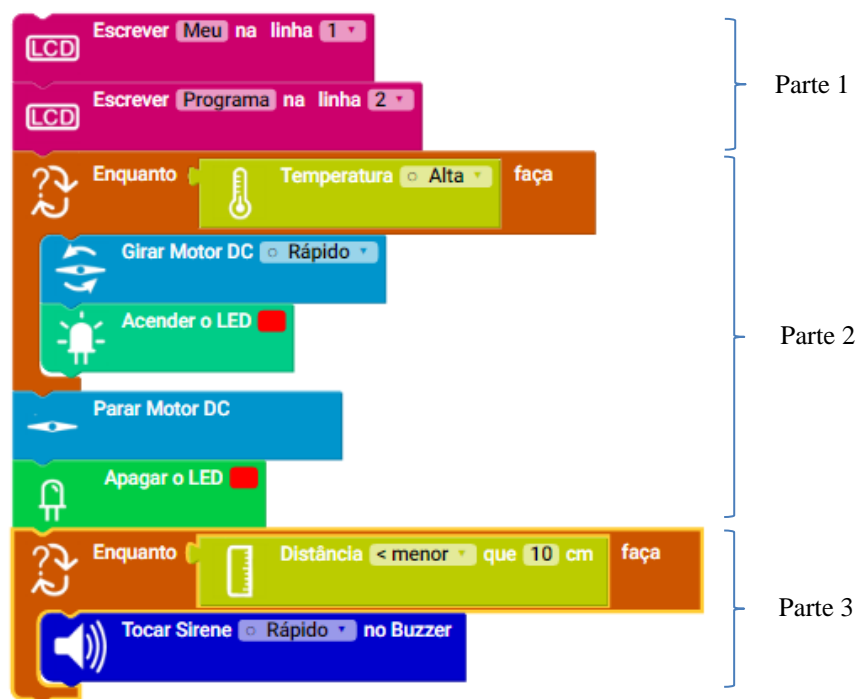 LCD Escrever Meu na linha 1
Parte 1
LCD Escrever Programa na linha 2
Enquanto Temperatura Alta faça
Girar Motor DC Rápido
Acender o LED
Parte 2
Parar Motor DC
Apagar o LED
Enquanto Distância < menor que 10 cm faça
Parte 3
Tocar Sirene Rápido no Buzzer